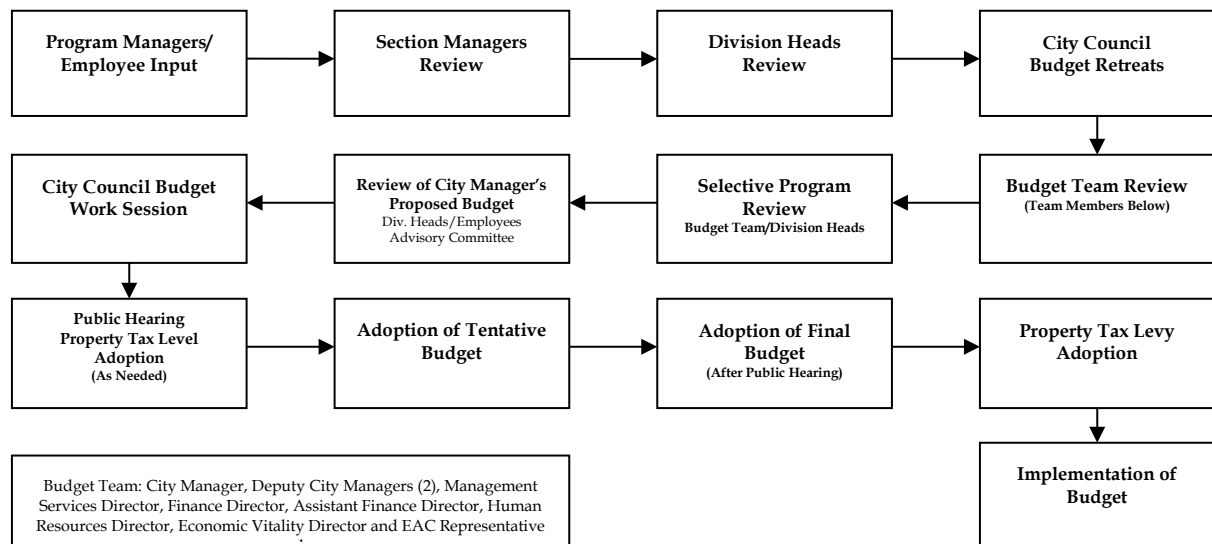 Program Managers/
Employee Input
Section Managers
Review
Division Heads
Review
City Council
Budget Retreats
City Council Budget
Work Session
Review of City Manager’s
Proposed Budget
Div. Heads/Employees
Advisory Committee
Selective Program
Review
Budget Team/Division Heads
Budget Team Review
(Team Members Below)
Public Hearing
Property Tax Level
Adoption
(As Needed)
Adoption of Tentative
Budget
Adoption of Final
Budget
(After Public Hearing)
Property Tax Levy
Adoption
Implementation of
Budget
Budget Team: City Manager, Deputy City Managers (2), Management
Services Director, Finance Director, Assistant Finance Director, Human
Resources Director, Economic Vitality Director and EAC Representative